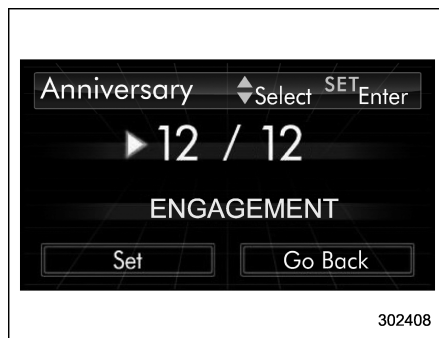 Anniversary Select SET Enter
12 / 12
ENGAGEMENT
Set Go Back
302408